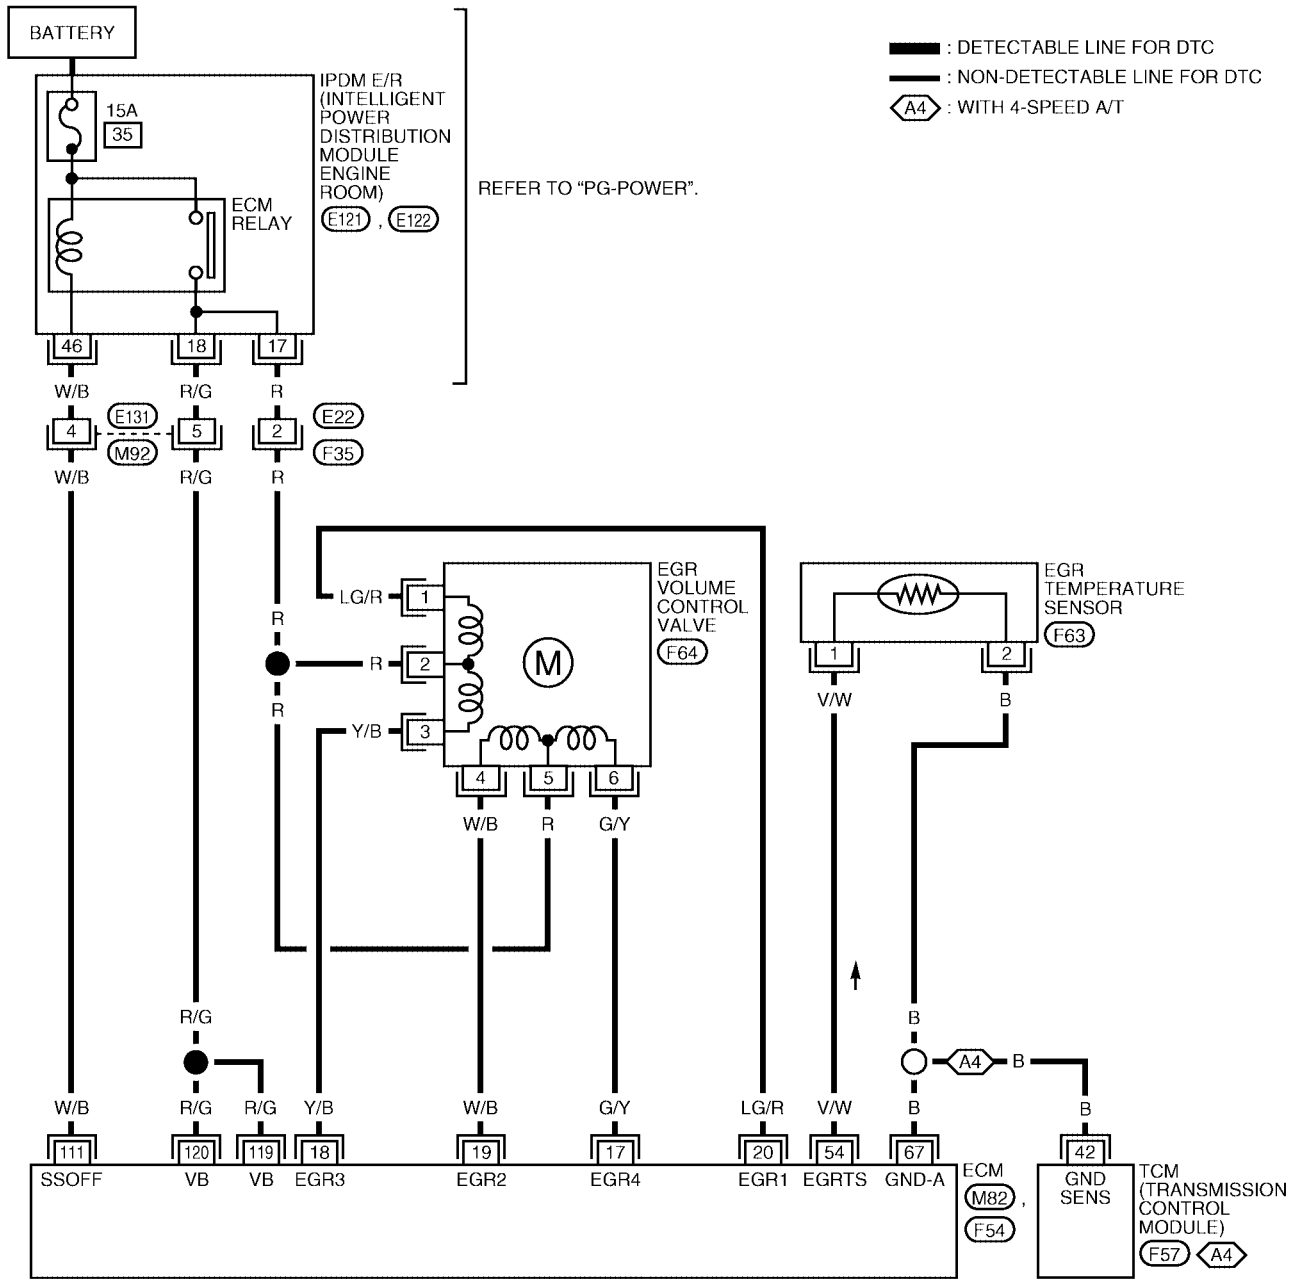 BATTERY
: DETECTABLE LINE FOR DTC
: NON-DETECTABLE LINE FOR DTC
A4 : WITH 4-SPEED A/T
15A
35
IPDM E/R
(INTELLIGENT
POWER
DISTRIBUTION
MODULE
ENGINE
ROOM)
E121 , E122
REFER TO “PG-POWER”.
ECM
RELAY
46 18 17
W/B R/G R
E131 E22
4 5 2
M92 F35
W/B R/G R
EGR
VOLUME
CONTROL
VALVE
F64
EGR
TEMPERATURE
SENSOR
F63
LG/R 1
R
R 2
M
R
Y/B 3
1 2
V/W B
4 5 6
W/B R G/Y
R/G B
A4 B
W/B R/G R/G Y/B W/B G/Y LG/R V/W B B
111 120 119 18 19 17 20 54 67 42
SSOFF VB VB EGR3 EGR2 EGR4 EGR1 EGRTS GND-A
ECM
M82 ,
F54
GND
SENS
TCM
(TRANSMISSION
CONTROL
MODULE)
F57 A4